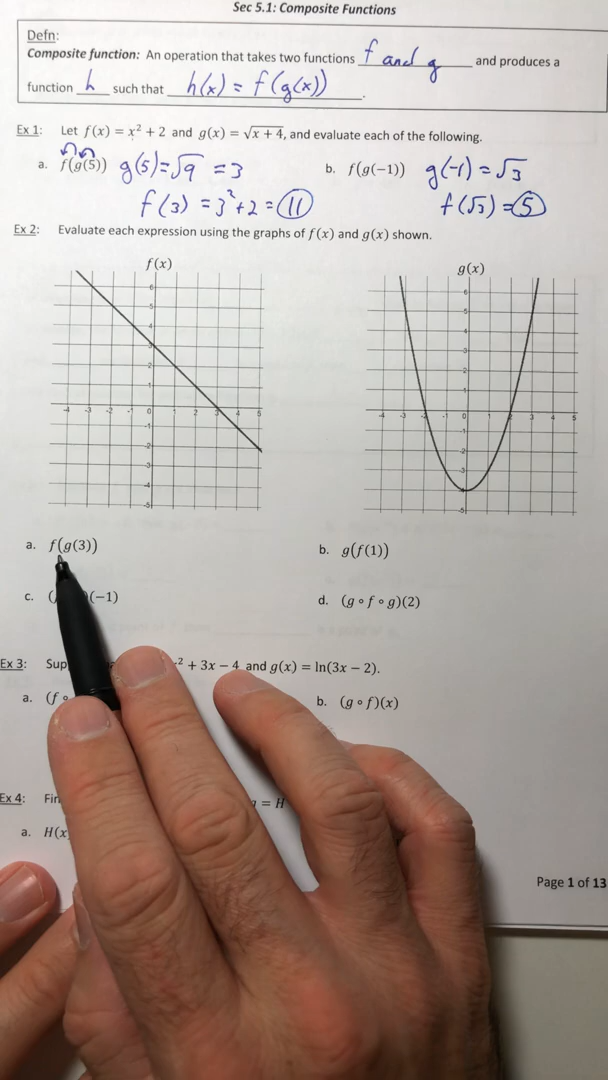 Sec 5.1: Composite Functions
Defn:
Composite function: An operation that takes two functions f and g and produces a
function h such that h(x) = f(g(x)).
Ex 1: Let f(x) = x² + 2 and g(x) = √(x + 4), and evaluate each of the following.
a. f(g(5)) g(5)=√9 = 3
f(3) = 3²+2 = 11
b. f(g(−1)) g(-1) = √3
f(√3) = 5
Ex 2: Evaluate each expression using the graphs of f(x) and g(x) shown.
f(x)
g(x)
a. f(g(3))
b. g(f(1))
c. ( )(−1)
d. (g ∘ f ∘ g)(2)
Ex 3: Sup ² + 3x − 4 and g(x) = ln(3x − 2).
a. (f ∘
b. (g ∘ f)(x)
Ex 4: Fin = H
a. H(x
Page 1 of 13